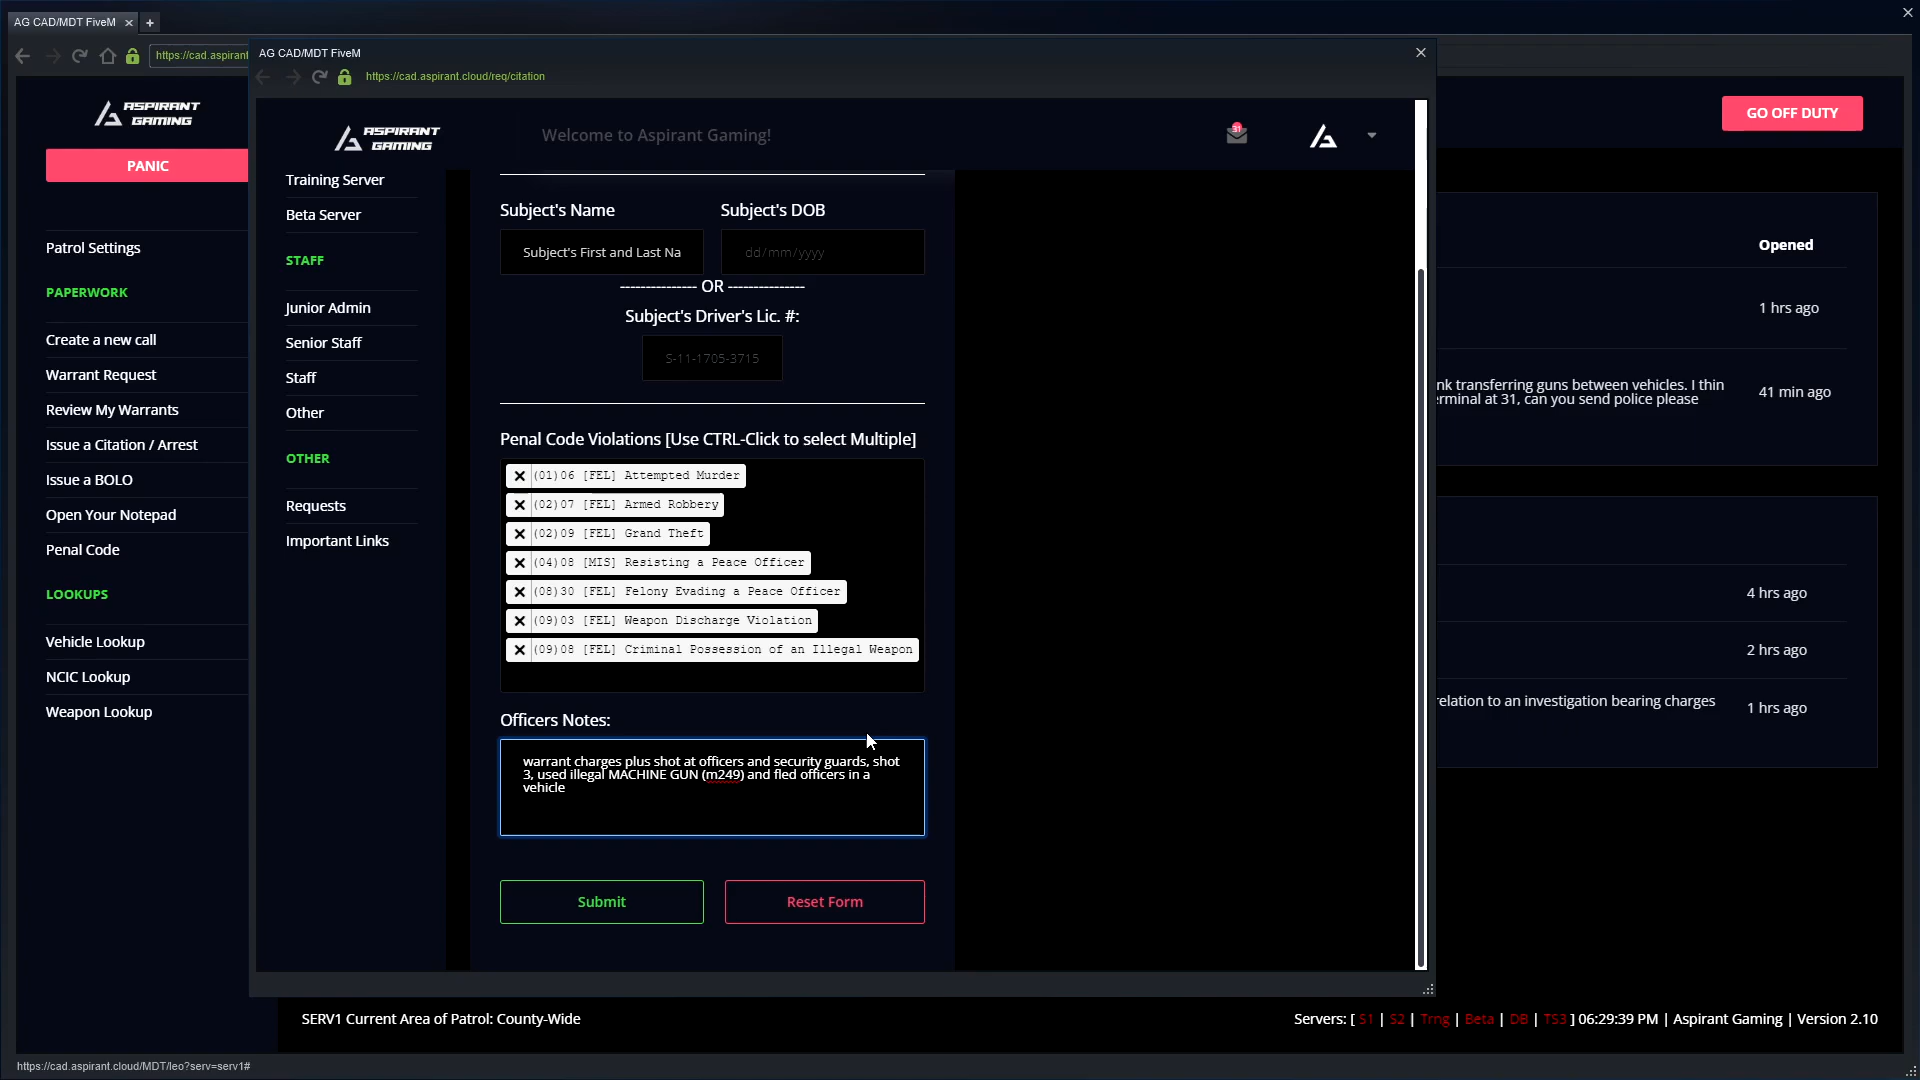 AG CAD/MDT FiveM
https://cad.aspirant
ASPIRANT
GAMING
PANIC
Patrol Settings
PAPERWORK
Create a new call
Warrant Request
Review My Warrants
Issue a Citation / Arrest
Issue a BOLO
Open Your Notepad
Penal Code
LOOKUPS
Vehicle Lookup
NCIC Lookup
Weapon Lookup
AG CAD/MDT FiveM
https://cad.aspirant.cloud/req/citation
ASPIRANT
GAMING
Welcome to Aspirant Gaming!
31
Training Server
Beta Server
STAFF
Junior Admin
Senior Staff
Staff
Other
OTHER
Requests
Important Links
Subject's Name
Subject's DOB
Subject's First and Last Na
dd/mm/yyyy
--------------- OR ---------------
Subject's Driver's Lic. #:
S-11-1705-3715
Penal Code Violations [Use CTRL-Click to select Multiple]
(01)06 [FEL] Attempted Murder
(02)07 [FEL] Armed Robbery
(02)09 [FEL] Grand Theft
(04)08 [MIS] Resisting a Peace Officer
(08)30 [FEL] Felony Evading a Peace Officer
(09)03 [FEL] Weapon Discharge Violation
(09)08 [FEL] Criminal Possession of an Illegal Weapon
Officers Notes:
warrant charges plus shot at officers and security guards, shot
3, used illegal MACHINE GUN (m249) and fled officers in a
vehicle
Submit
Reset Form
GO OFF DUTY
Opened
1 hrs ago
nk transferring guns between vehicles. I thin
erminal at 31, can you send police please
41 min ago
4 hrs ago
2 hrs ago
relation to an investigation bearing charges
1 hrs ago
SERV1 Current Area of Patrol: County-Wide
Servers: [ S1 | S2 | Trng | Beta | DB | TS3 ] 06:29:39 PM | Aspirant Gaming | Version 2.10
https://cad.aspirant.cloud/MDT/leo?serv=serv1#